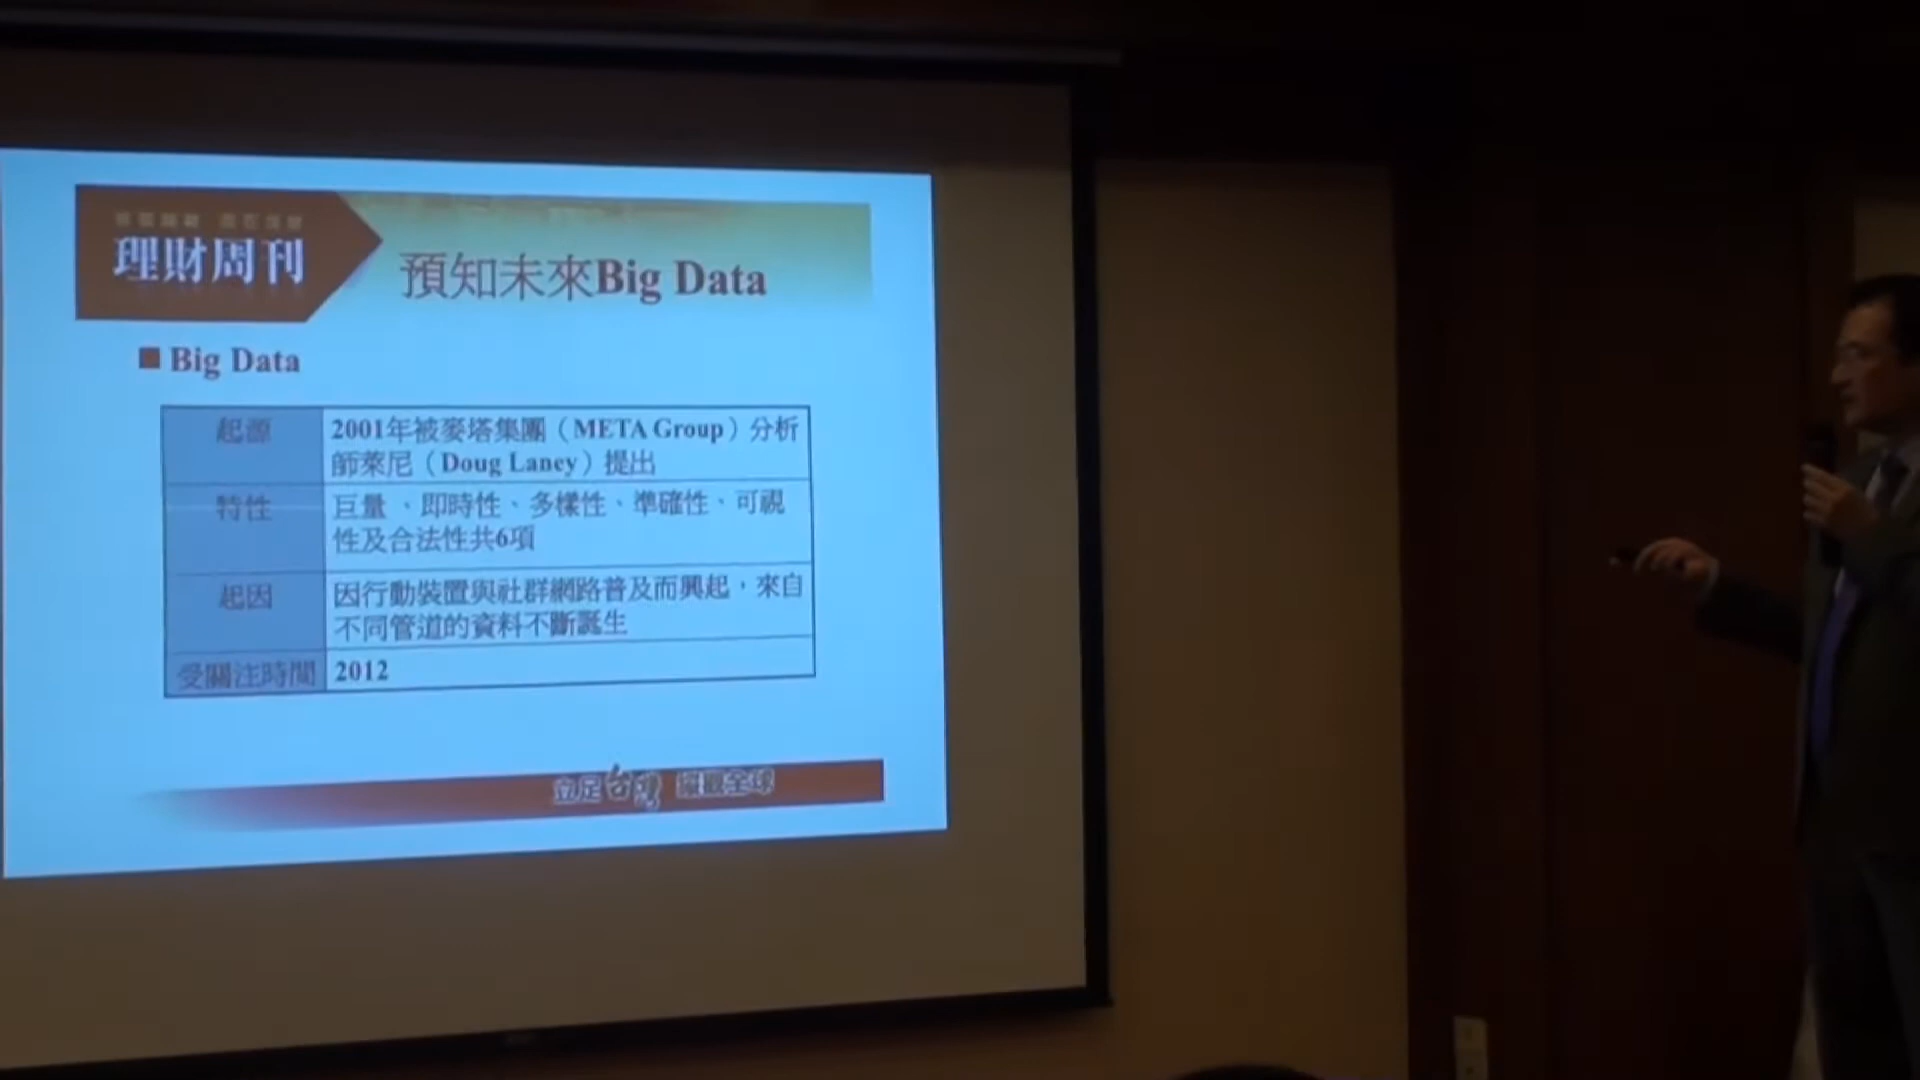 理財周刊
預知未來Big Data
Big Data
起源
2001年被麥塔集團（META Group）分析
師萊尼（Doug Laney）提出
特性
巨量、即時性、多樣性、準確性、可視
性及合法性共6項
起因
因行動裝置與社群網路普及而興起，來自
不同管道的資料不斷誕生
受關注時間
2012
立足台灣 縱觀全球